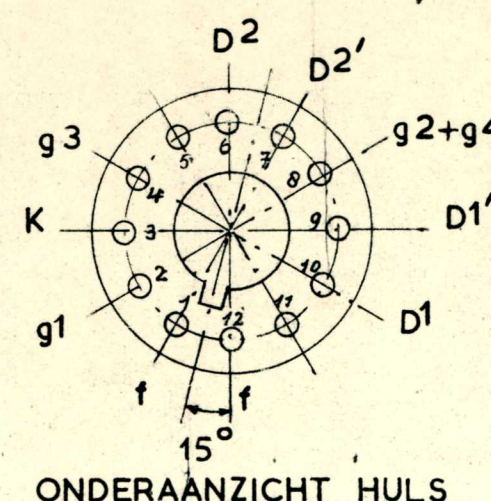 D2
D2'
g3
g2+g4
6
5
7
4
8
K
3
9
D1'
2
10
g1
1
12
11
D1
f
f
15°
ONDERAANZICHT HULS